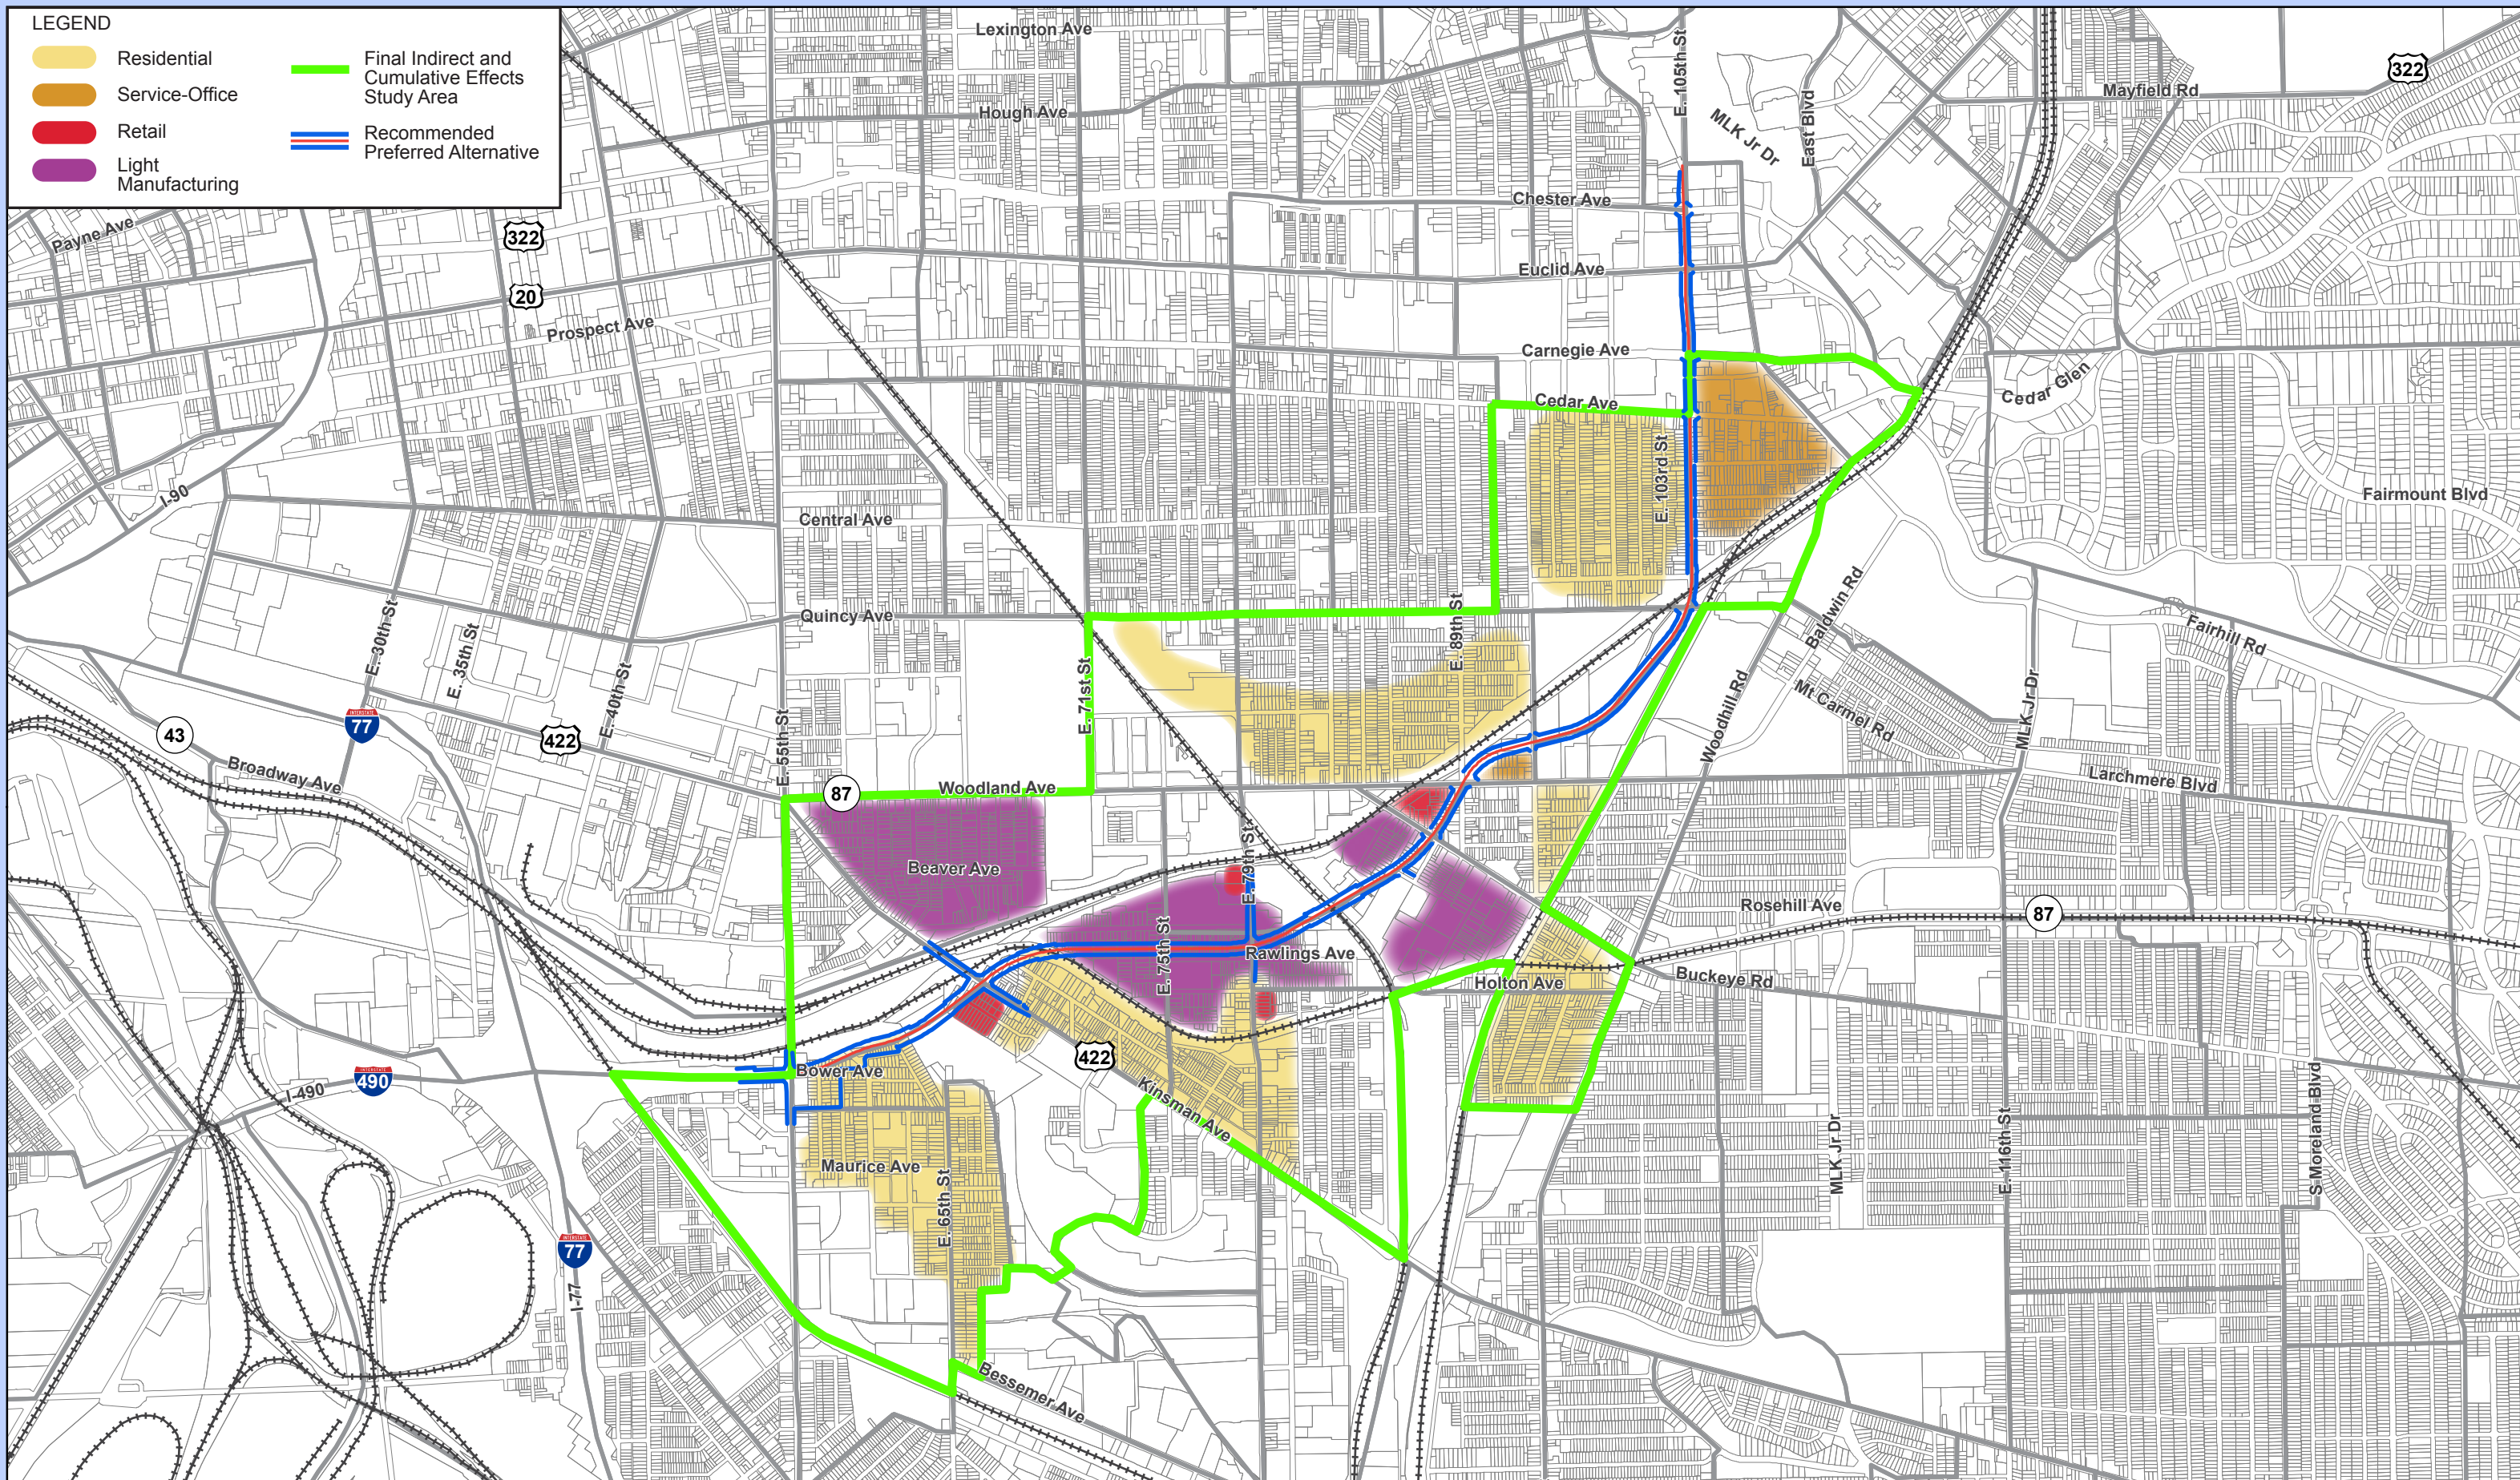 LEGEND
Residential
Service-Office
Retail
Light
Manufacturing
Final Indirect and
Cumulative Effects
Study Area
Recommended
Preferred Alternative
Lexington Ave
Hough Ave
E. 105th St
MLK Jr Dr
East Blvd
Mayfield Rd
322
Payne Ave
322
20
Prospect Ave
Chester Ave
Euclid Ave
Carnegie Ave
Cedar Ave
Cedar Glen
E. 103rd St
I-90
Central Ave
Fairmount Blvd
Quincy Ave
E. 89th St
Baldwin Rd
Fairhill Rd
E. 30th St
E. 35th St
E. 40th St
E. 55th St
E. 71st St
Woodhill Rd
Mt Carmel Rd
MLK Jr Dr
43
INTERSTATE
77
422
Broadway Ave
87
Woodland Ave
Larchmere Blvd
Beaver Ave
E. 79th St
E. 75th St
Rawlings Ave
Rosehill Ave
87
Holton Ave
Buckeye Rd
INTERSTATE
490
I-490
Bower Ave
422
Kinsman Ave
Maurice Ave
E. 65th St
MLK Jr Dr
E. 116th St
S Moreland Blvd
INTERSTATE
77
I-77
Bessemer Ave